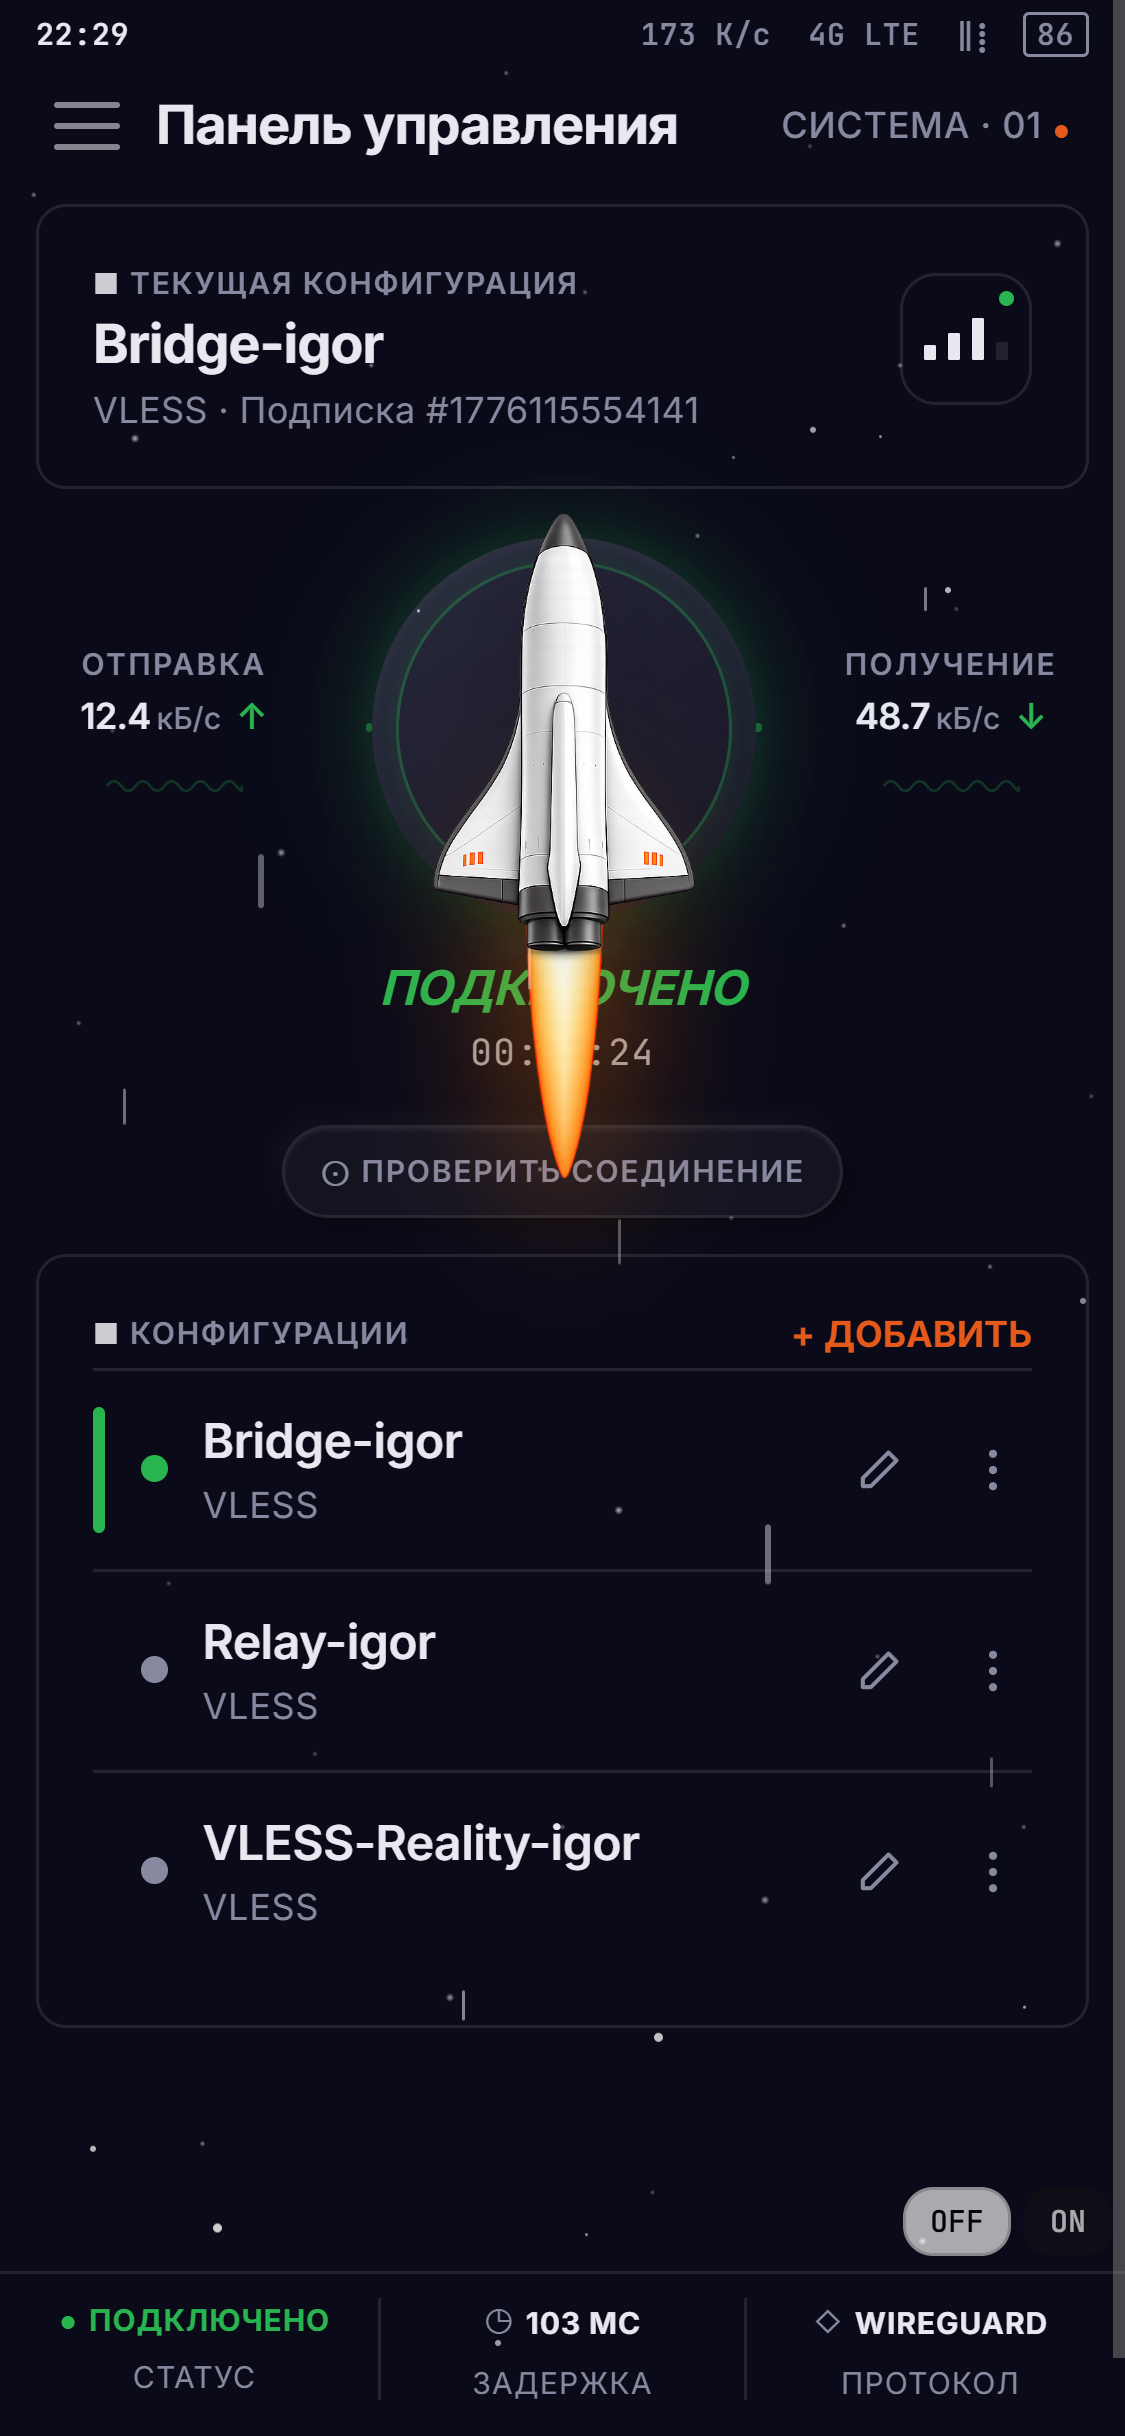 22:29 173 K/c 4G LTE 86
Панель управления СИСТЕМА · 01
ТЕКУЩАЯ КОНФИГУРАЦИЯ
Bridge-igor
VLESS · Подписка #1776115554141
ОТПРАВКА
12.4 кБ/с ↑
ПОЛУЧЕНИЕ
48.7 кБ/с ↓
00: :24
ПРОВЕРИТЬ СОЕДИНЕНИЕ
КОНФИГУРАЦИИ + ДОБАВИТЬ
Bridge-igor
VLESS
Relay-igor
VLESS
VLESS-Reality-igor
VLESS
OFF ON
ПОДКЛЮЧЕНО
СТАТУС
103 МС
ЗАДЕРЖКА
WIREGUARD
ПРОТОКОЛ